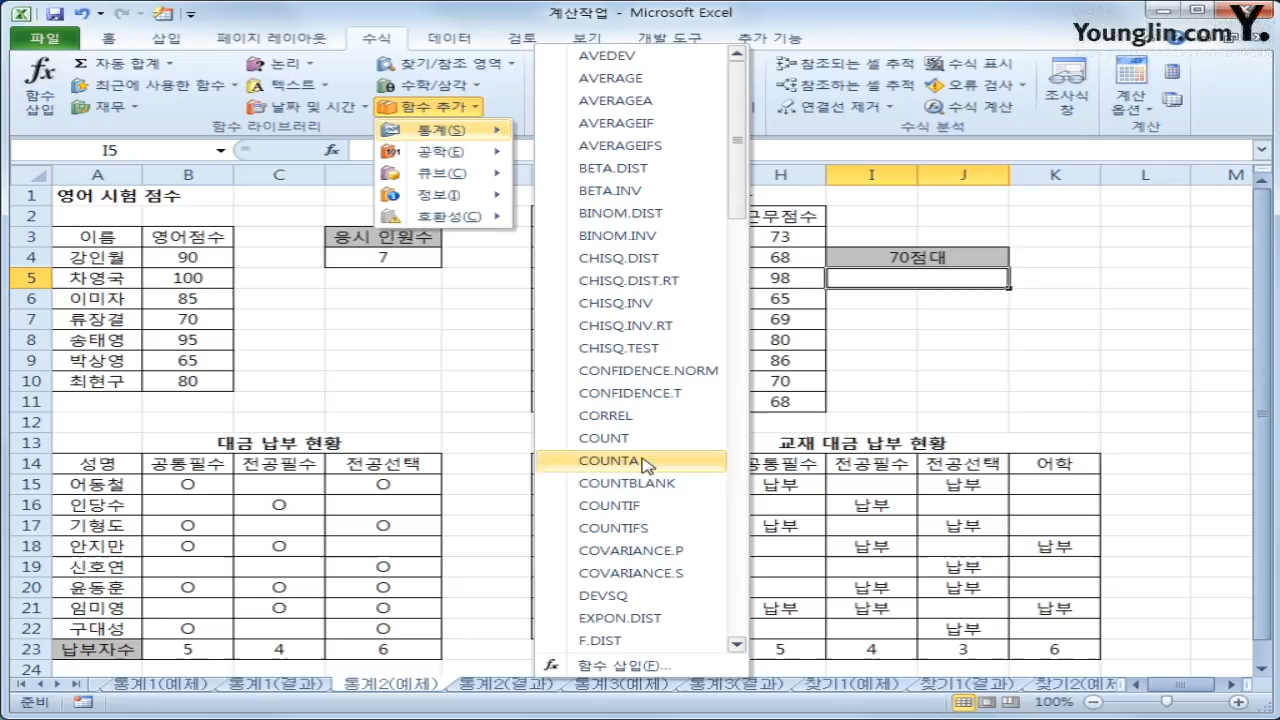 계산작업 - Microsoft Excel
YoungJin.com Y.
파일 홈 삽입 페이지 레이아웃 수식 데이터 검토 보기 개발 도구 추가 기능
fx 함수 삽입
Σ 자동 합계
최근에 사용한 함수
재무
논리
텍스트
날짜 및 시간
찾기/참조 영역
수학/삼각
함수 추가
함수 라이브러리
참조되는 셀 추적
참조하는 셀 추적
연결선 제거
수식 표시
오류 검사
수식 계산
수식 분석
조사식 창
계산 옵션
계산
통계(S)
공학(E)
큐브(C)
정보(I)
호환성(C)
I5 fx
A B C H I J K L M
AVEDEV
AVERAGE
AVERAGEA
AVERAGEIF
AVERAGEIFS
BETA.DIST
BETA.INV
BINOM.DIST
BINOM.INV
CHISQ.DIST
CHISQ.DIST.RT
CHISQ.INV
CHISQ.INV.RT
CHISQ.TEST
CONFIDENCE.NORM
CONFIDENCE.T
CORREL
COUNT
COUNTA
COUNTBLANK
COUNTIF
COUNTIFS
COVARIANCE.P
COVARIANCE.S
DEVSQ
EXPON.DIST
F.DIST
fx 함수 삽입(F)...
1 영어 시험 점수
2 근무점수
3 이름 영어점수 응시 인원수 73
4 강인월 90 7 68 70점대
5 차영국 100 98
6 이미자 85 65
7 류장결 70 69
8 송태영 95 80
9 박상영 65 86
10 최현구 80 70
11 68
12
13 대금 납부 현황 교재 대금 납부 현황
14 성명 공통필수 전공필수 전공선택 공통필수 전공필수 전공선택 어학
15 어동철 O O 납부 납부
16 인당수 O 납부
17 기형도 O O 납부 납부
18 안지만 O O 납부 납부
19 신호연 O 납부
20 윤동훈 O O O 납부 납부
21 임미영 O O 납부 납부 납부
22 구대성 O O 납부
23 납부자수 5 4 6 5 4 3 6
24
통계1(예제) 통계1(결과) 통계2(예제) 통계2(결과) 통계3(예제) 통계3(결과) 찾기1(예제) 찾기1(결과) 찾기2(예제
준비 100%